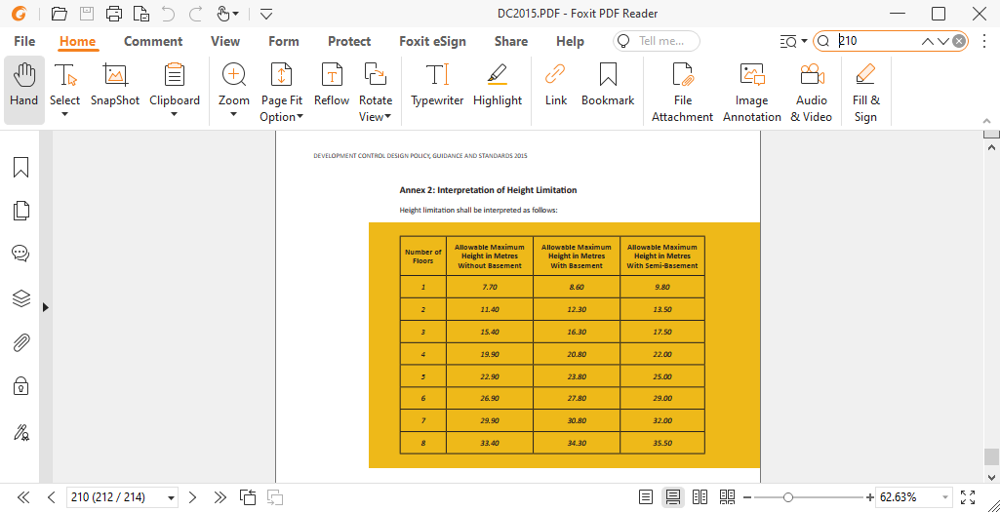 DC2015.PDF - Foxit PDF Reader
File Home Comment View Form Protect Foxit eSign Share Help Tell me... 210
Hand Select SnapShot Clipboard Zoom Page Fit Option Reflow Rotate View Typewriter Highlight Link Bookmark File Attachment Image Annotation Audio & Video Fill & Sign
DEVELOPMENT CONTROL DESIGN POLICY, GUIDANCE AND STANDARDS 2015
Annex 2: Interpretation of Height Limitation
Height limitation shall be interpreted as follows:
Number of Floors Allowable Maximum Height in Metres Without Basement Allowable Maximum Height in Metres With Basement Allowable Maximum Height in Metres With Semi-Basement
1 7.70 8.60 9.80
2 11.40 12.30 13.50
3 15.40 16.30 17.50
4 19.90 20.80 22.00
5 22.90 23.80 25.00
6 26.90 27.80 29.00
7 29.90 30.80 32.00
8 33.40 34.30 35.50
210 (212 / 214) 62.63%